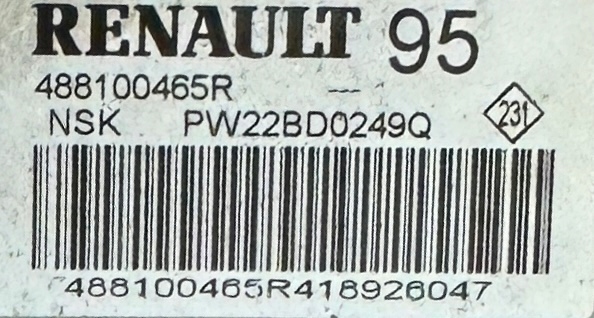 RENAULT 95
488100465R
NSK PW22BD0249Q
231
488100465R418926047